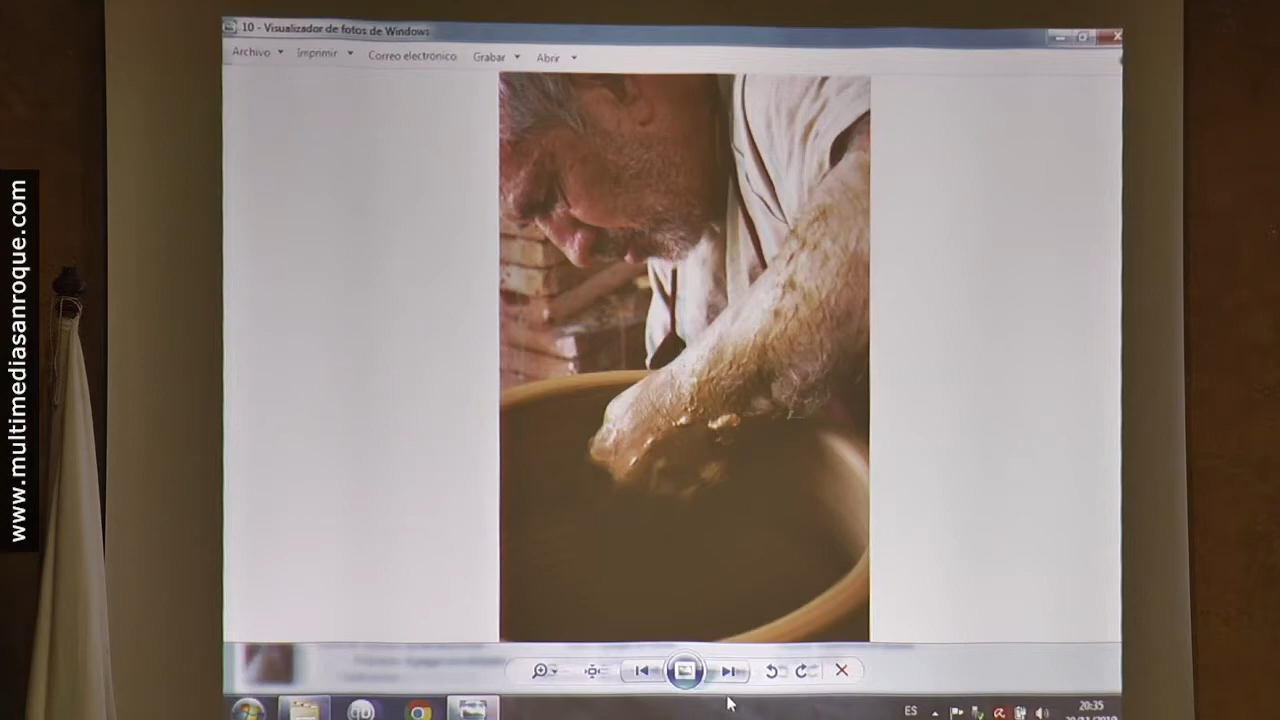 10 - Visualizador de fotos de Windows
Archivo Imprimir Correo electrónico Grabar Abrir
www.multimediasanroque.com
ES
20:35